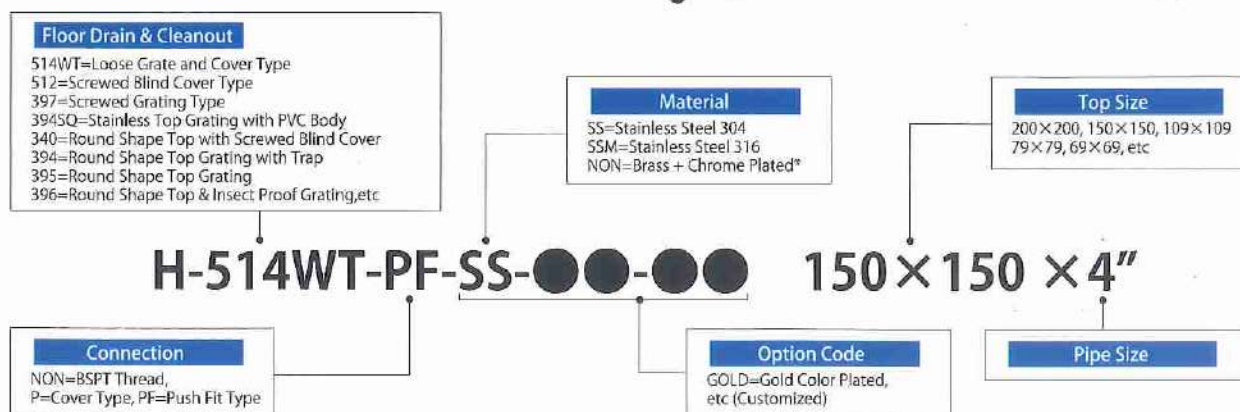 Floor Drain & Cleanout
514WT=Loose Grate and Cover Type
512=Screwed Blind Cover Type
397=Screwed Grating Type
394SQ=Stainless Top Grating with PVC Body
340=Round Shape Top with Screwed Blind Cover
394=Round Shape Top Grating with Trap
395=Round Shape Top Grating
396=Round Shape Top & Insect Proof Grating,etc
Material
SS=Stainless Steel 304
SSM=Stainless Steel 316
NON=Brass + Chrome Plated*
Top Size
200×200, 150×150, 109×109
79×79, 69×69, etc
H-514WT-PF-SS-●●-●● 150×150 ×4"
Connection
NON=BSPT Thread,
P=Cover Type, PF=Push Fit Type
Option Code
GOLD=Gold Color Plated,
etc (Customized)
Pipe Size